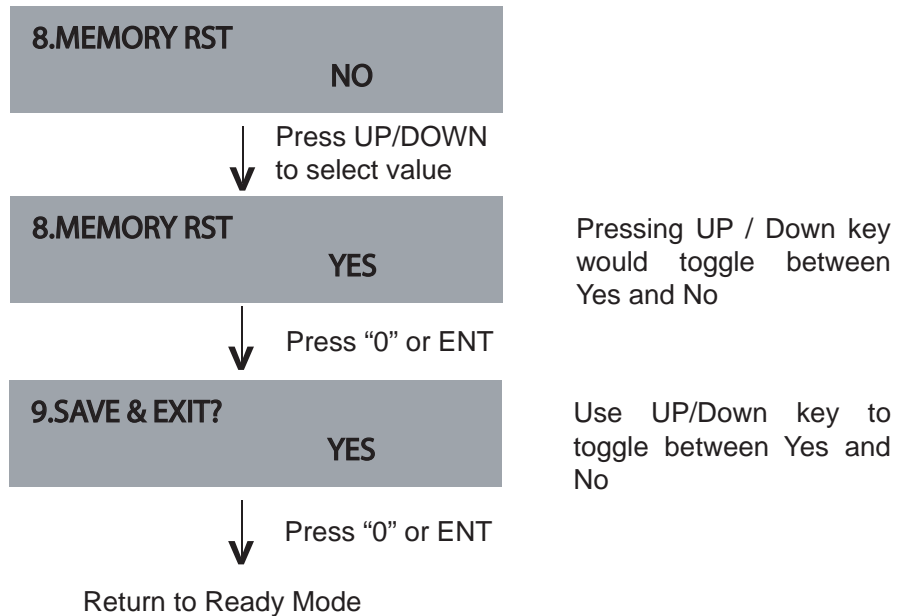 8.MEMORY RST
NO
Press UP/DOWN
to select value
8.MEMORY RST
YES
Pressing UP / Down key
would toggle between
Yes and No
Press “0” or ENT
9.SAVE & EXIT?
YES
Use UP/Down key to
toggle between Yes and
No
Press “0” or ENT
Return to Ready Mode